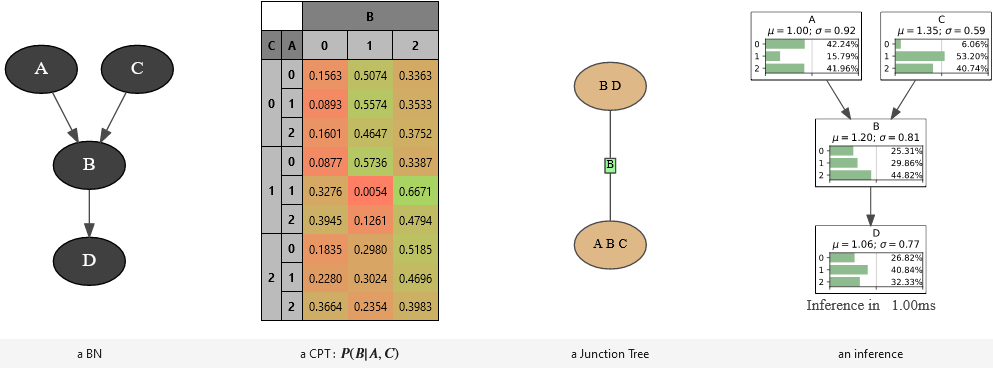 A
C
B
D
B
C A 0 1 2
0 0 0.1563 0.5074 0.3363
1 0.0893 0.5574 0.3533
2 0.1601 0.4647 0.3752
1 0 0.0877 0.5736 0.3387
1 0.3276 0.0054 0.6671
2 0.3945 0.1261 0.4794
2 0 0.1835 0.2980 0.5185
1 0.2280 0.3024 0.4696
2 0.3664 0.2354 0.3983
B D
B
A B C
A
μ = 1.00; σ = 0.92
0 42.24%
1 15.79%
2 41.96%
C
μ = 1.35; σ = 0.59
0 6.06%
1 53.20%
2 40.74%
B
μ = 1.20; σ = 0.81
0 25.31%
1 29.86%
2 44.82%
D
μ = 1.06; σ = 0.77
0 26.82%
1 40.84%
2 32.33%
Inference in 1.00ms
a BN
a CPT : P(B|A, C)
a Junction Tree
an inference